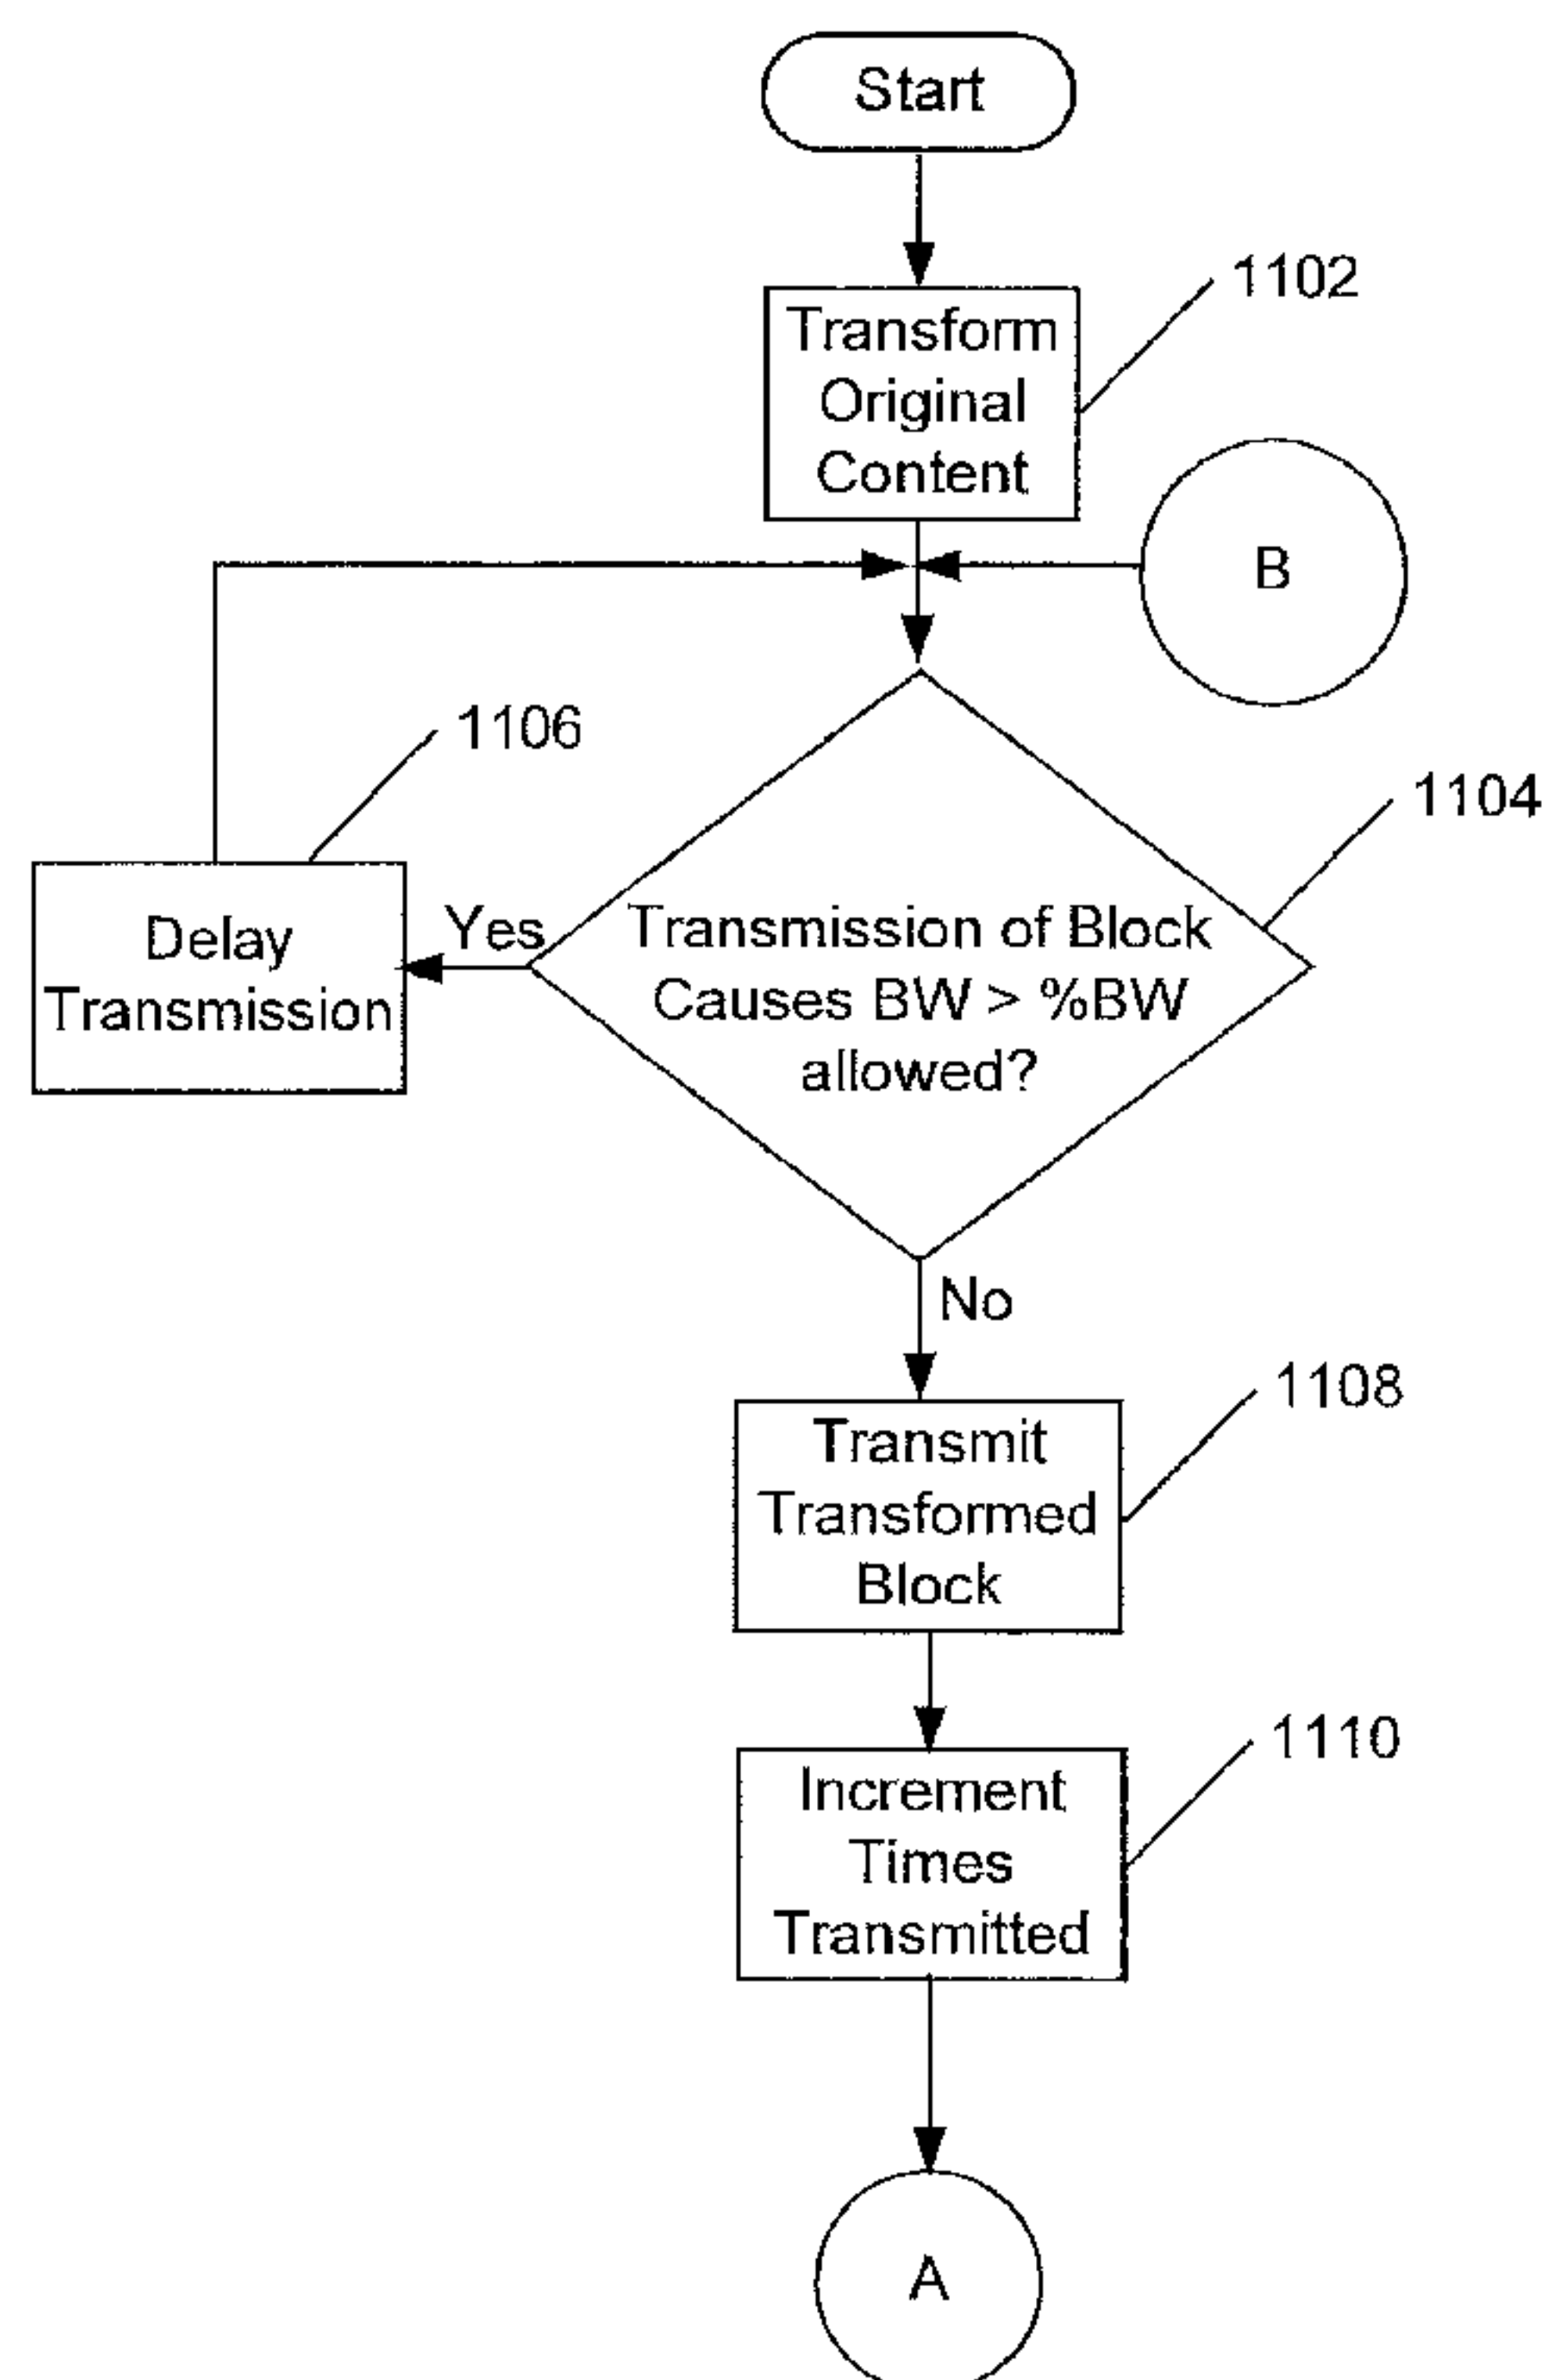 Start
1102
Transform
Original
Content
B
1106
1104
Delay
Transmission
Yes
Transmission of Block
Causes BW > %BW
allowed?
No
1108
Transmit
Transformed
Block
1110
Increment
Times
Transmitted
A